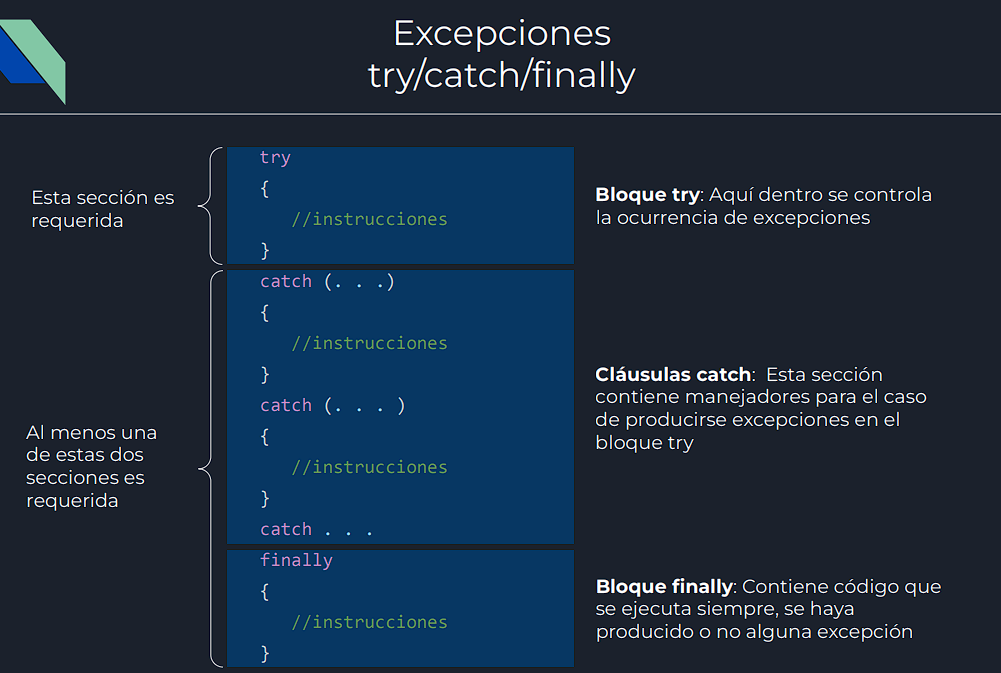 Excepciones
try/catch/finally
Esta sección es
requerida
try
{
//instrucciones
}
Bloque try: Aquí dentro se controla
la ocurrencia de excepciones
Al menos una
de estas dos
secciones es
requerida
catch (. . .)
{
//instrucciones
}
catch (. . . )
{
//instrucciones
}
catch . . .
Cláusulas catch:  Esta sección
contiene manejadores para el caso
de producirse excepciones en el
bloque try
finally
{
//instrucciones
}
Bloque finally: Contiene código que
se ejecuta siempre, se haya
producido o no alguna excepción